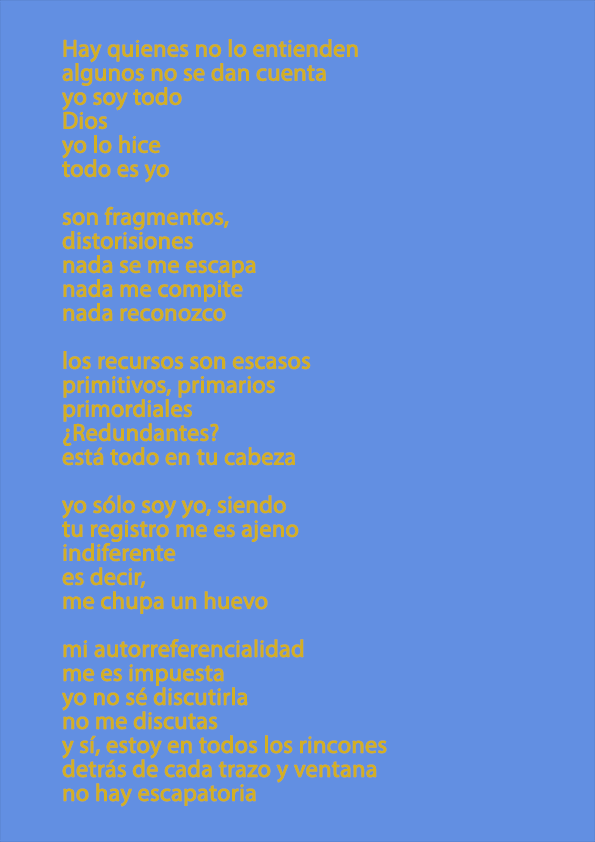 Hay quienes no lo entienden
algunos no se dan cuenta
yo soy todo
Dios
yo lo hice
todo es yo
son fragmentos,
distorisiones
nada se me escapa
nada me compite
nada reconozco
los recursos son escasos
primitivos, primarios
primordiales
¿Redundantes?
está todo en tu cabeza
yo sólo soy yo, siendo
tu registro me es ajeno
indiferente
es decir,
me chupa un huevo
mi autorreferencialidad
me es impuesta
yo no sé discutirla
no me discutas
y sí, estoy en todos los rincones
detrás de cada trazo y ventana
no hay escapatoria